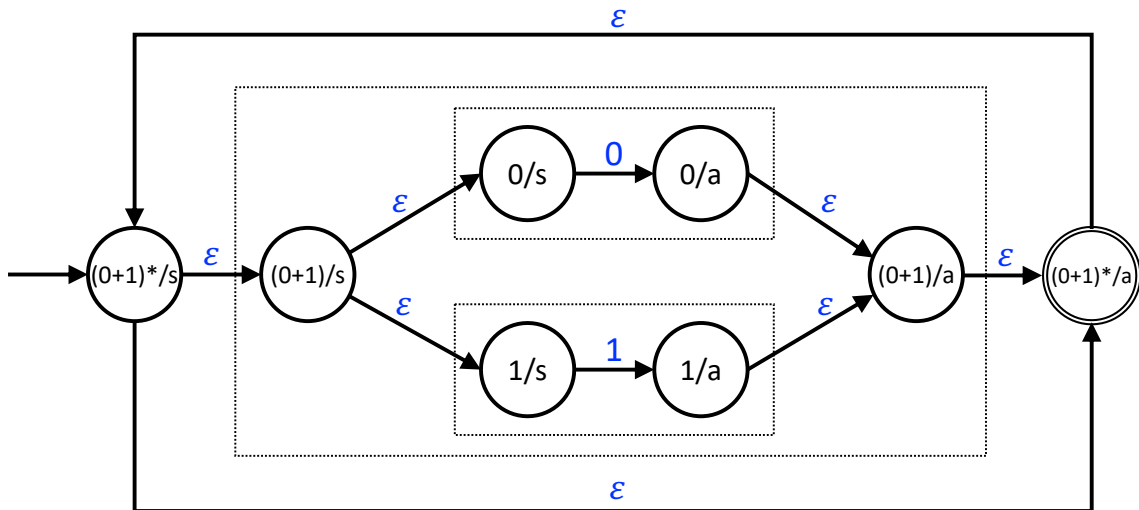 ε
0/s
0
0/a
ε
ε
(0+1)*/s
ε
(0+1)/s
(0+1)/a
ε
(0+1)*/a
ε
ε
1/s
1
1/a
ε